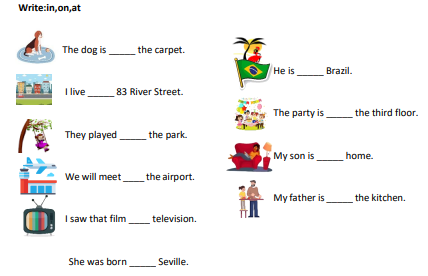 Write:in,on,at
The dog is _____ the carpet.
I live _____ 83 River Street.
They played _____ the park.
We will meet ____ the airport.
I saw that film ____ television.
She was born _____ Seville.
He is _____ Brazil.
The party is _____ the third floor.
My son is _____ home.
My father is _____ the kitchen.